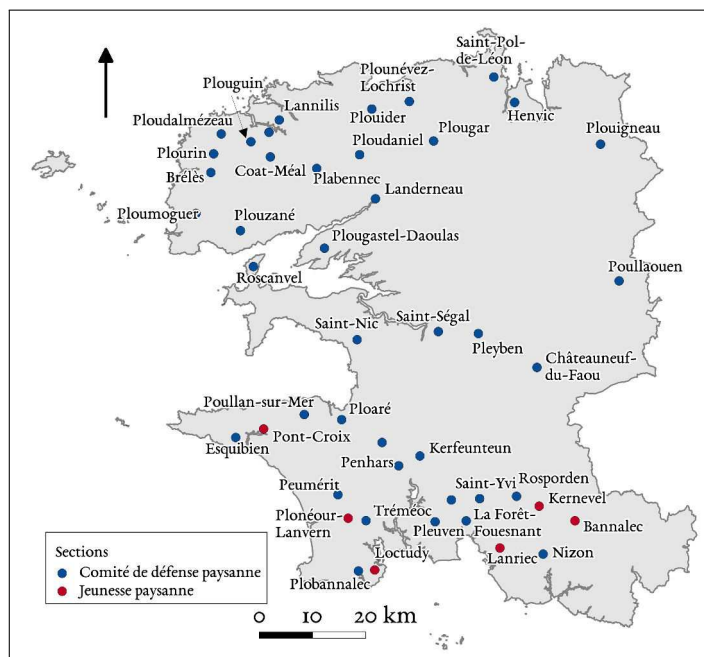 Saint-Pol-
de-Léon
Plounévez-
Lochrist
Plouguin
Lannilis
Plouider
Henvic
Ploudalmézeau
Ploudaniel
Plougar
Plouigneau
Plourin
Coat-Méal
Plabennec
Brélès
Landerneau
Ploumoguer
Plouzané
Plougastel-Daoulas
Roscanvel
Poullaouen
Saint-Nic
Saint-Ségal
Pleyben
Châteauneuf-
du-Faou
Poullan-sur-Mer
Ploaré
Pont-Croix
Esquibien
Kerfeunteun
Penhars
Peumérit
Saint-Yvi
Rosporden
Kernevel
Plonéour-
Lanvern
Tréméoc
Pleuven
La Forêt-
Fouesnant
Bannalec
Loctudy
Lanriec
Nizon
Plobannalec
Sections
Comité de défense paysanne
Jeunesse paysanne
0 10 20 km